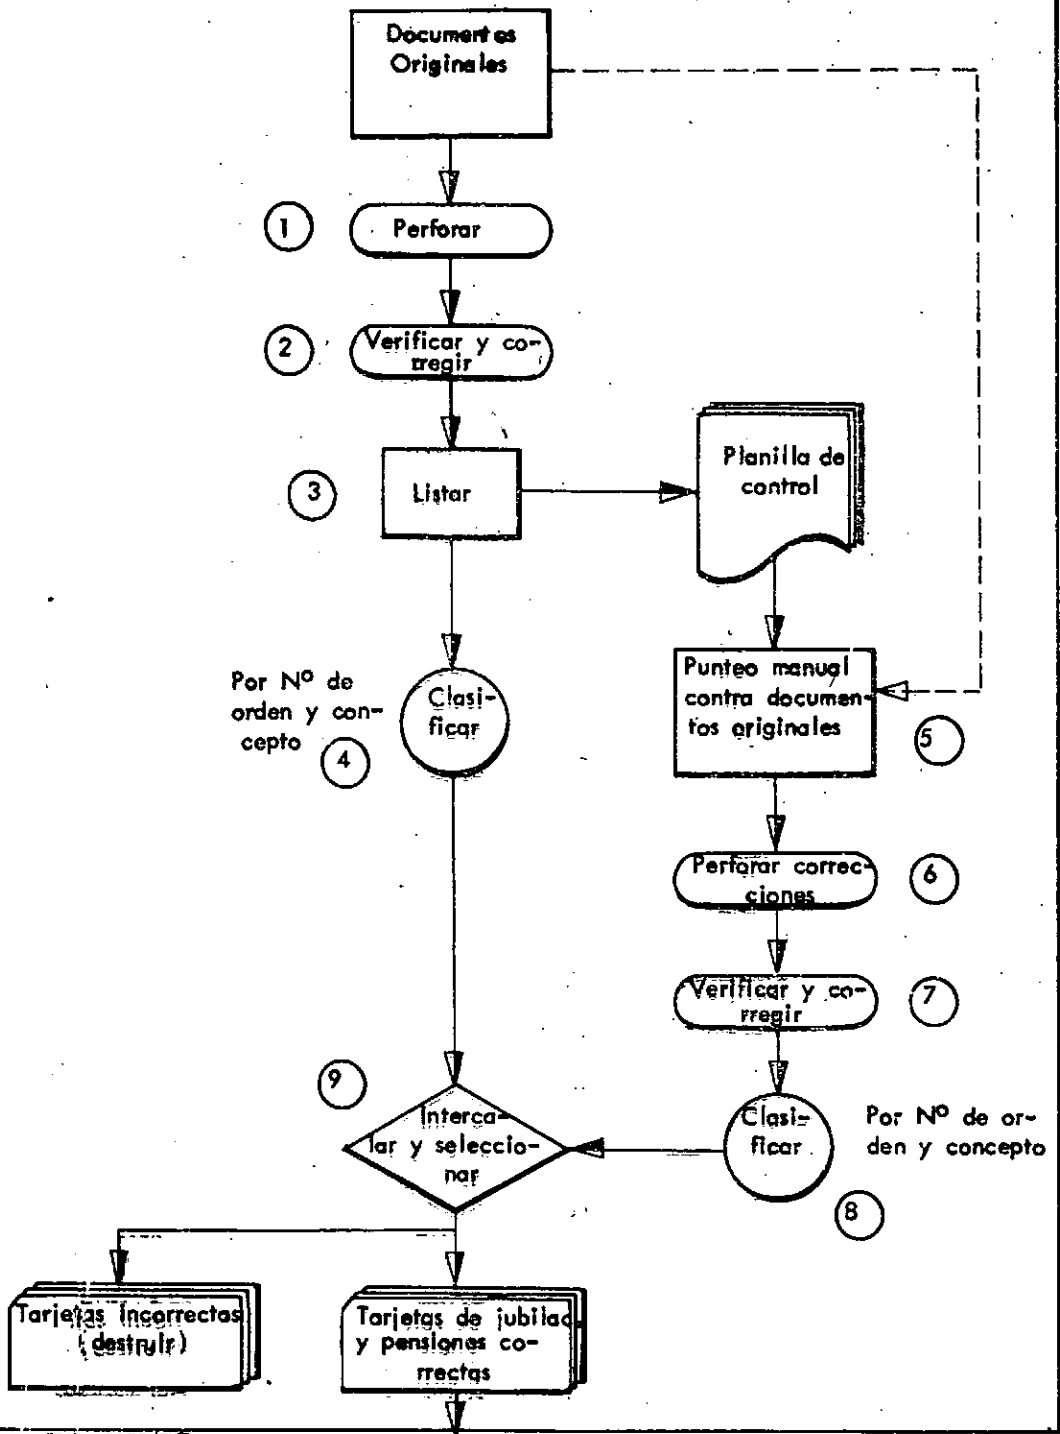 Documentos
Originales
1
Perforar
2
Verificar y co-
rregir
3
Listar
Planilla de
control
Por Nº de
orden y con-
cepto
4
Clasi-
ficar
Punteo manual
contra documen-
tos originales
5
Perforar correc-
ciones
6
Verificar y co-
rregir
7
9
Interca-
lar y seleccio-
nar
Clasi-
ficar
Por Nº de or-
den y concepto
8
Tarjetas incorrectas
(destruir)
Tarjetas de jubilac.
y pensiones co-
rrectas